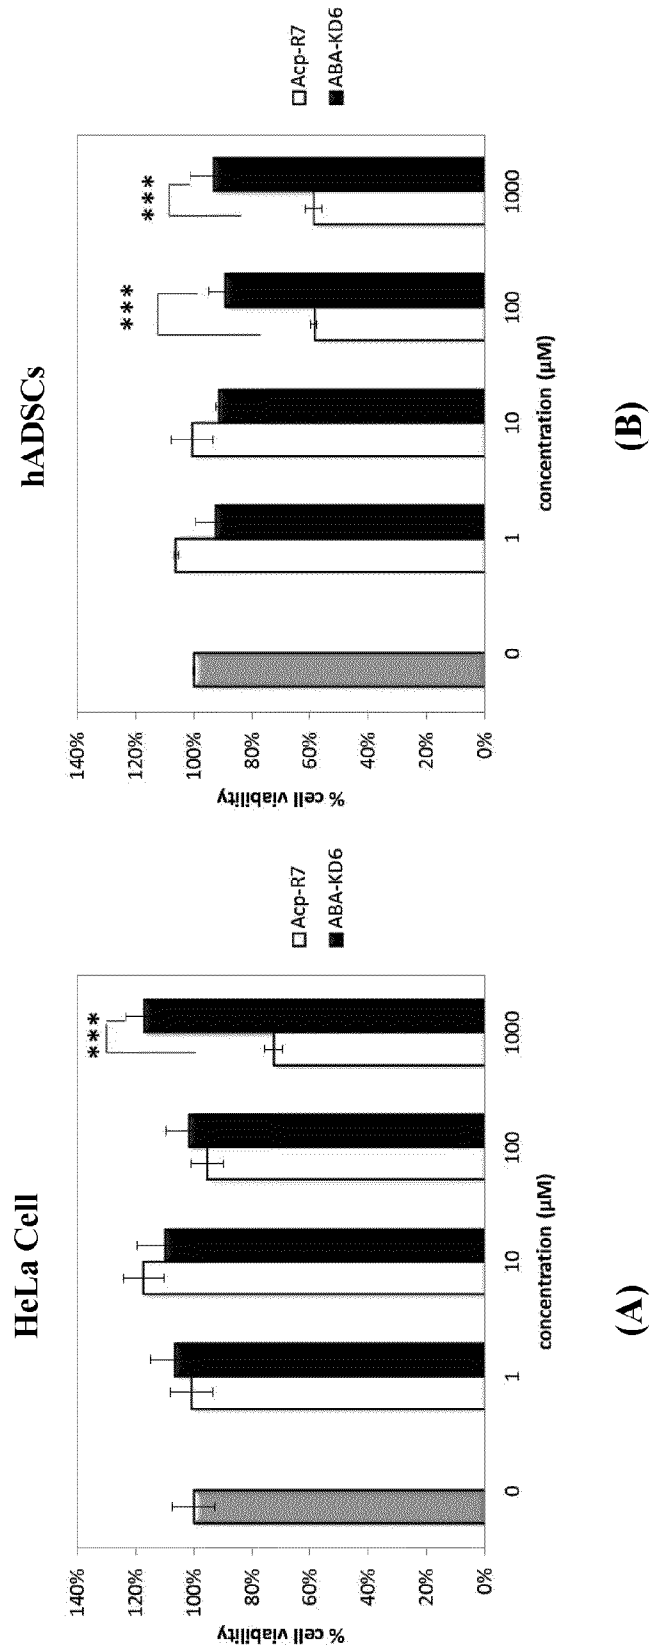 HeLa Cell
140%
120%
100%
80%
60%
40%
20%
0%
% cell viability
***
0
1
10
100
1000
concentration (µM)
Acp-R7
ABA-KD6
(A)
hADSCs
140%
120%
100%
80%
60%
40%
20%
0%
% cell viability
***
***
0
1
10
100
1000
concentration (µM)
Acp-R7
ABA-KD6
(B)